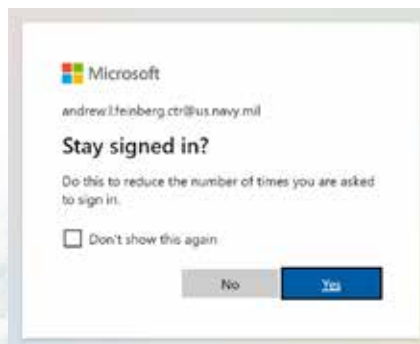 Microsoft
andrew.l.feinberg.ctr@us.navy.mil
Stay signed in?
Do this to reduce the number of times you are asked
to sign in.
Don't show this again
No
Yes